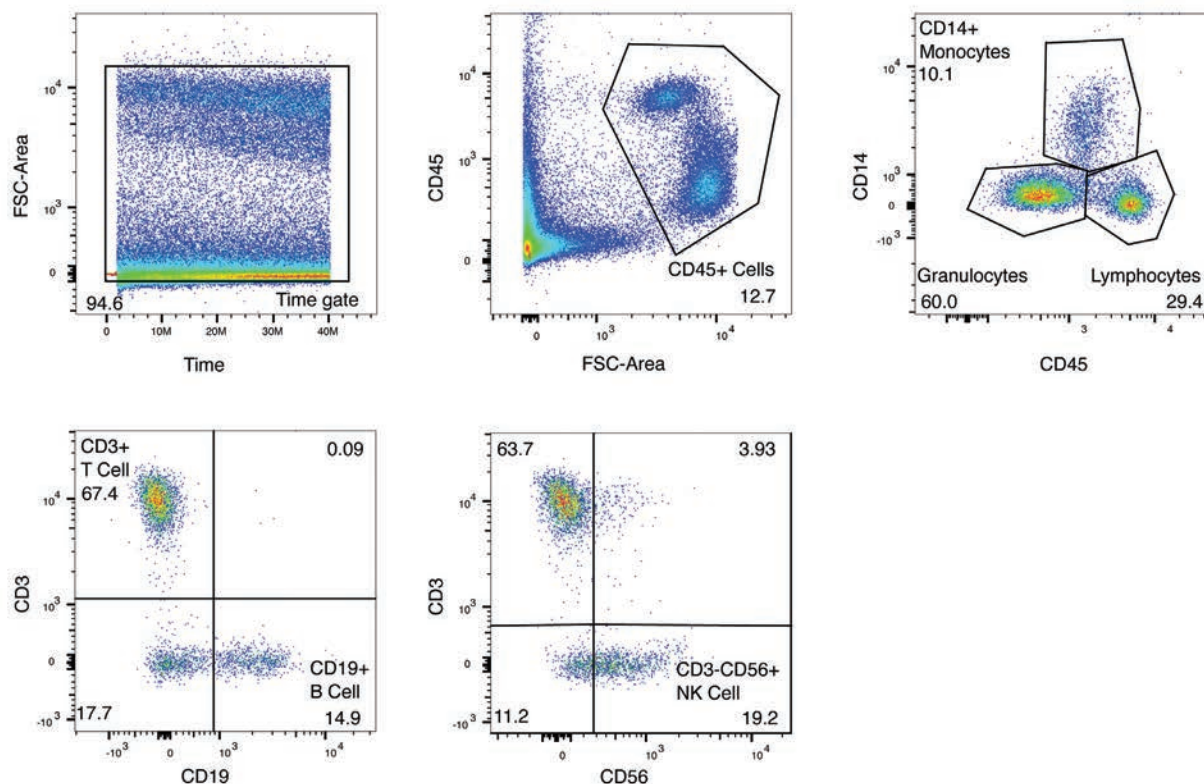 FSC-Area
10⁴
10³
0
94.6
Time gate
0
10M
20M
30M
40M
Time
CD45
10⁴
10³
0
CD45+ Cells
12.7
0
10³
10⁴
FSC-Area
CD14
CD14+
Monocytes
10.1
10⁴
10³
0
-10³
Granulocytes
60.0
Lymphocytes
29.4
3
4
CD45
CD3
CD3+
T Cell
67.4
0.09
10⁴
10³
0
-10³
17.7
CD19+
B Cell
14.9
-10³
0
10³
10⁴
CD19
CD3
63.7
3.93
10⁴
10³
0
-10³
11.2
CD3-CD56+
NK Cell
19.2
0
10³
10⁴
CD56